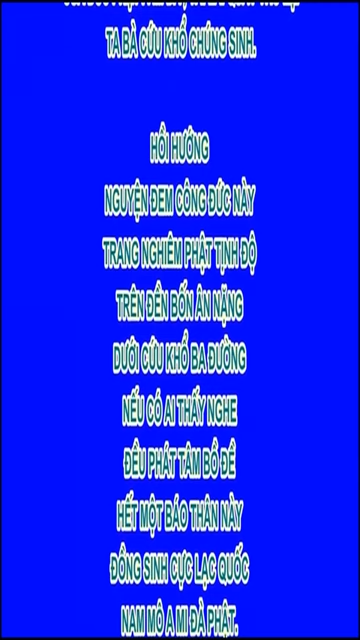 TA BÀ CỨU KHỔ CHÚNG SINH.
HỒI HƯỚNG
NGUYỆN ĐEM CÔNG ĐỨC NÀY
TRANG NGHIÊM PHẬT TỊNH ĐỘ
TRÊN ĐỀN BỐN ÂN NẶNG
DƯỚI CỨU KHỔ BA ĐƯỜNG
NẾU CÓ AI THẤY NGHE
ĐỀU PHÁT TÂM BỒ ĐỀ
HẾT MỘT BÁO THÂN NÀY
ĐỒNG SINH CỰC LẠC QUỐC
NAM MÔ A MI ĐÀ PHẬT.